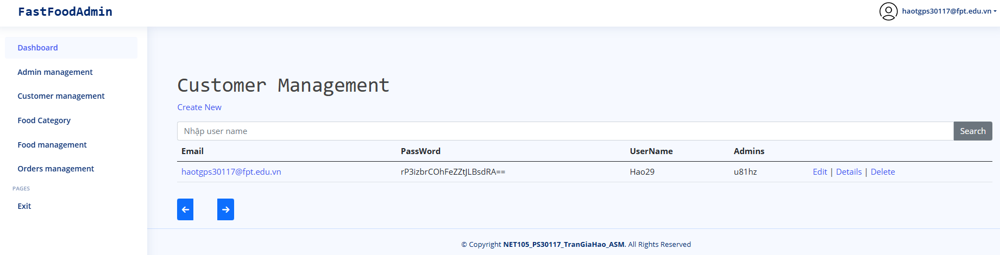 FastFoodAdmin
haotgps30117@fpt.edu.vn
Dashboard
Admin management
Customer management
Food Category
Food management
Orders management
PAGES
Exit
Customer Management
Create New
Nhập user name Search
Email PassWord UserName Admins
haotgps30117@fpt.edu.vn rP3izbrCOhFeZZtJLBsdRA== Hao29 u81hz Edit | Details | Delete
© Copyright NET105_PS30117_TranGiaHao_ASM. All Rights Reserved